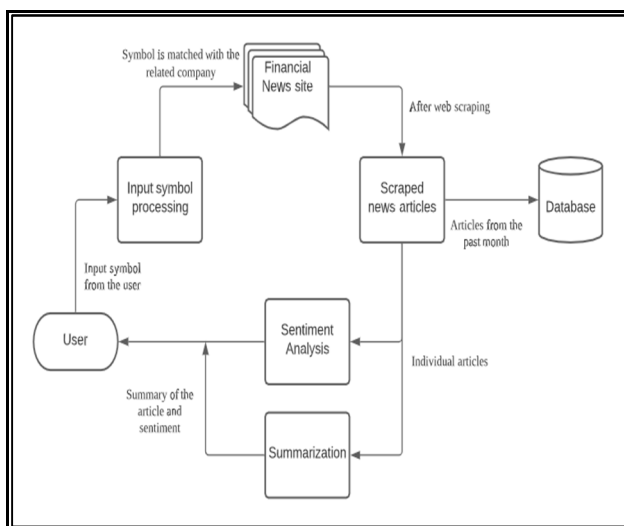 Symbol is matched with the
related company
Financial
News site
After web scraping
Input symbol
processing
Scraped
news articles
Database
Articles from the
past month
Input symbol
from the user
User
Sentiment
Analysis
Individual articles
Summary of the
article and
sentiment
Summarization